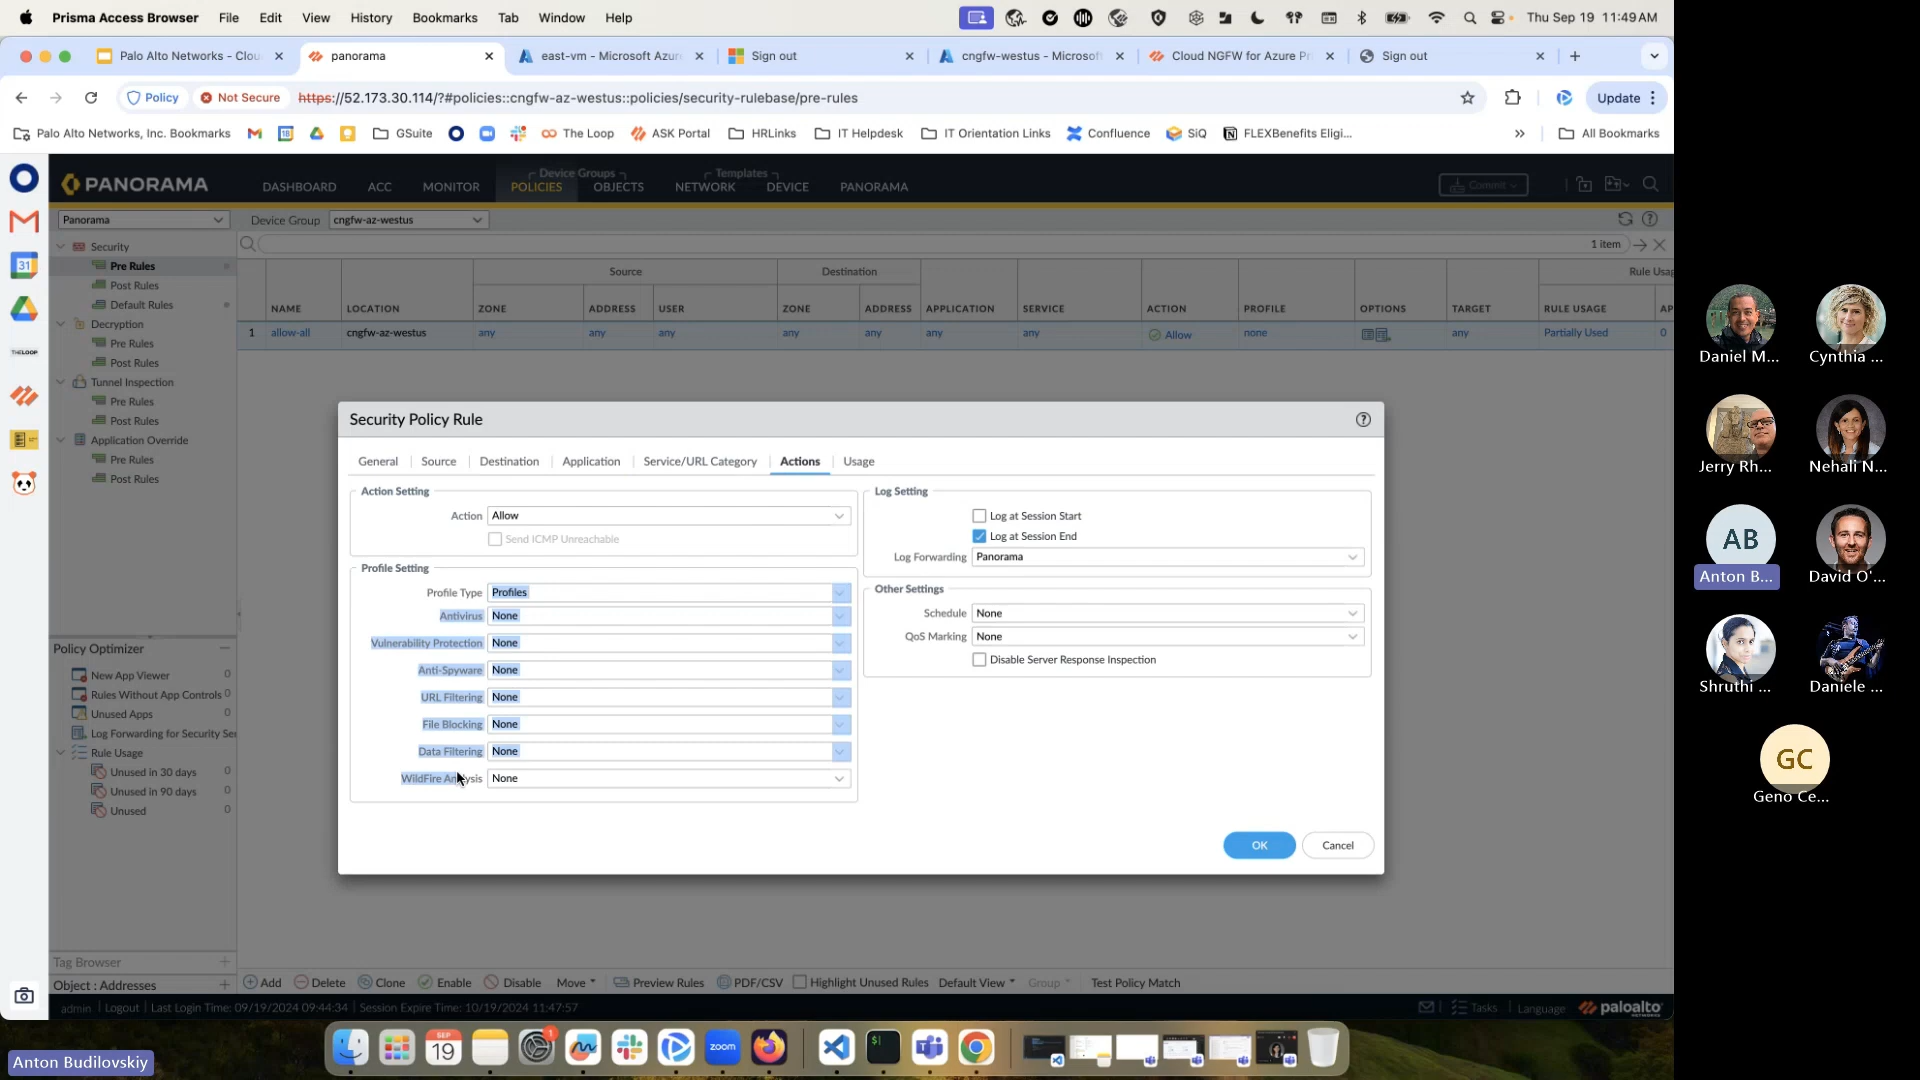 Prisma Access Browser File Edit View History Bookmarks Tab Window Help Thu Sep 19 11:49 AM
Palo Alto Networks - Clou panorama east-vm - Microsoft Azur Sign out cngfw-westus - Microsof Cloud NGFW for Azure Pr Sign out
Policy Not Secure https://52.173.30.114/?#policies::cngfw-az-westus::policies/security-rulebase/pre-rules Update
Palo Alto Networks, Inc. Bookmarks GSuite The Loop ASK Portal HRLinks IT Helpdesk IT Orientation Links Confluence SiQ FLEXBenefits Eligi... All Bookmarks
PANORAMA DASHBOARD ACC MONITOR Device Groups POLICIES OBJECTS Templates NETWORK DEVICE PANORAMA Commit
Panorama Device Group cngfw-az-westus
1 item
Security
Pre Rules
Post Rules
Default Rules
Decryption
Pre Rules
Post Rules
Tunnel Inspection
Pre Rules
Post Rules
Application Override
Pre Rules
Post Rules
Source Destination Rule Usag
NAME LOCATION ZONE ADDRESS USER ZONE ADDRESS APPLICATION SERVICE ACTION PROFILE OPTIONS TARGET RULE USAGE AP
1 allow-all cngfw-az-westus any any any any any any any Allow none any Partially Used 0
Security Policy Rule
General Source Destination Application Service/URL Category Actions Usage
Action Setting
Action Allow
Send ICMP Unreachable
Profile Setting
Profile Type Profiles
Antivirus None
Vulnerability Protection None
Anti-Spyware None
URL Filtering None
File Blocking None
Data Filtering None
WildFire Analysis None
Log Setting
Log at Session Start
Log at Session End
Log Forwarding Panorama
Other Settings
Schedule None
QoS Marking None
Disable Server Response Inspection
OK Cancel
Policy Optimizer
New App Viewer 0
Rules Without App Controls 0
Unused Apps 0
Log Forwarding for Security Ser
Rule Usage
Unused in 30 days 0
Unused in 90 days 0
Unused 0
Tag Browser
Object : Addresses
Add Delete Clone Enable Disable Move Preview Rules PDF/CSV Highlight Unused Rules Default View Group Test Policy Match
admin | Logout | Last Login Time: 09/19/2024 09:44:34 | Session Expire Time: 10/19/2024 11:47:57 Tasks | Language paloalto
31
THELOOP
SEP
19
1
zoom
Anton Budilovskiy
Daniel M... Cynthia ...
Jerry Rh... Nehali N...
AB
Anton B... David O'...
Shruthi ... Daniele ...
GC
Geno Ce...